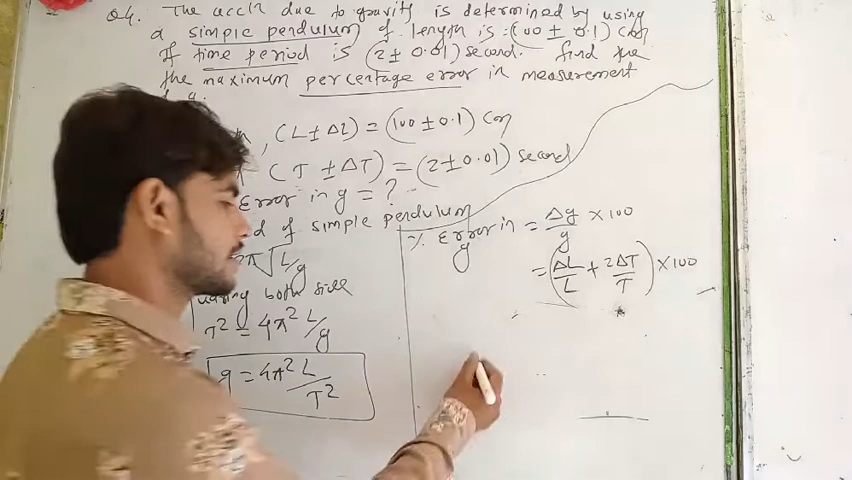 Q4. The accln due to gravity is determined by using
a simple pendulum of length is = (100 ± 0.1) cm
If time period is (2 ± 0.01) second. find the
the maximum percentage error in measurement
g.
, (L ± ΔL) = (100 ± 0.1) Cm
(T ± ΔT) = (2 ± 0.01) second
Error in g = ?
of simple pendulum
2π√L/g
both side
T² = 4π² L/g
g = 4π² L/T²
% Error in g = Δg/g × 100
= (ΔL/L + 2ΔT/T) × 100